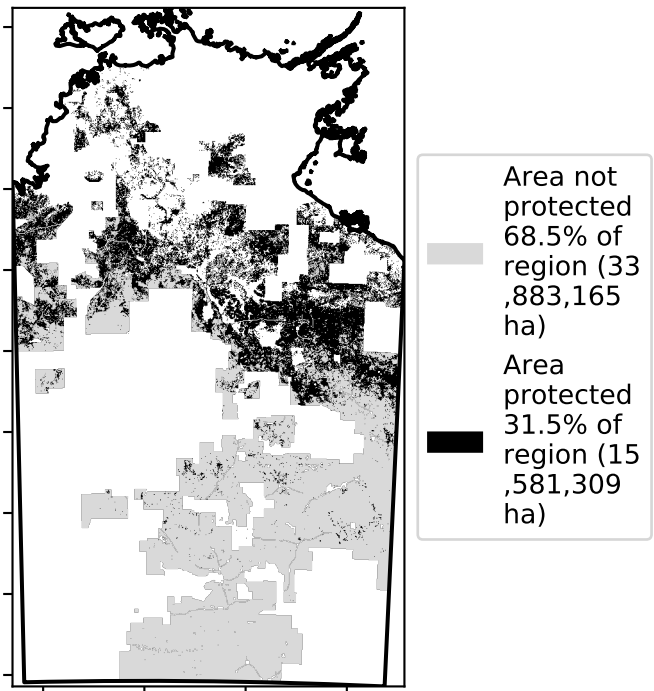 Area not
protected
68.5% of
region (33
,883,165
ha)
Area
protected
31.5% of
region (15
,581,309
ha)